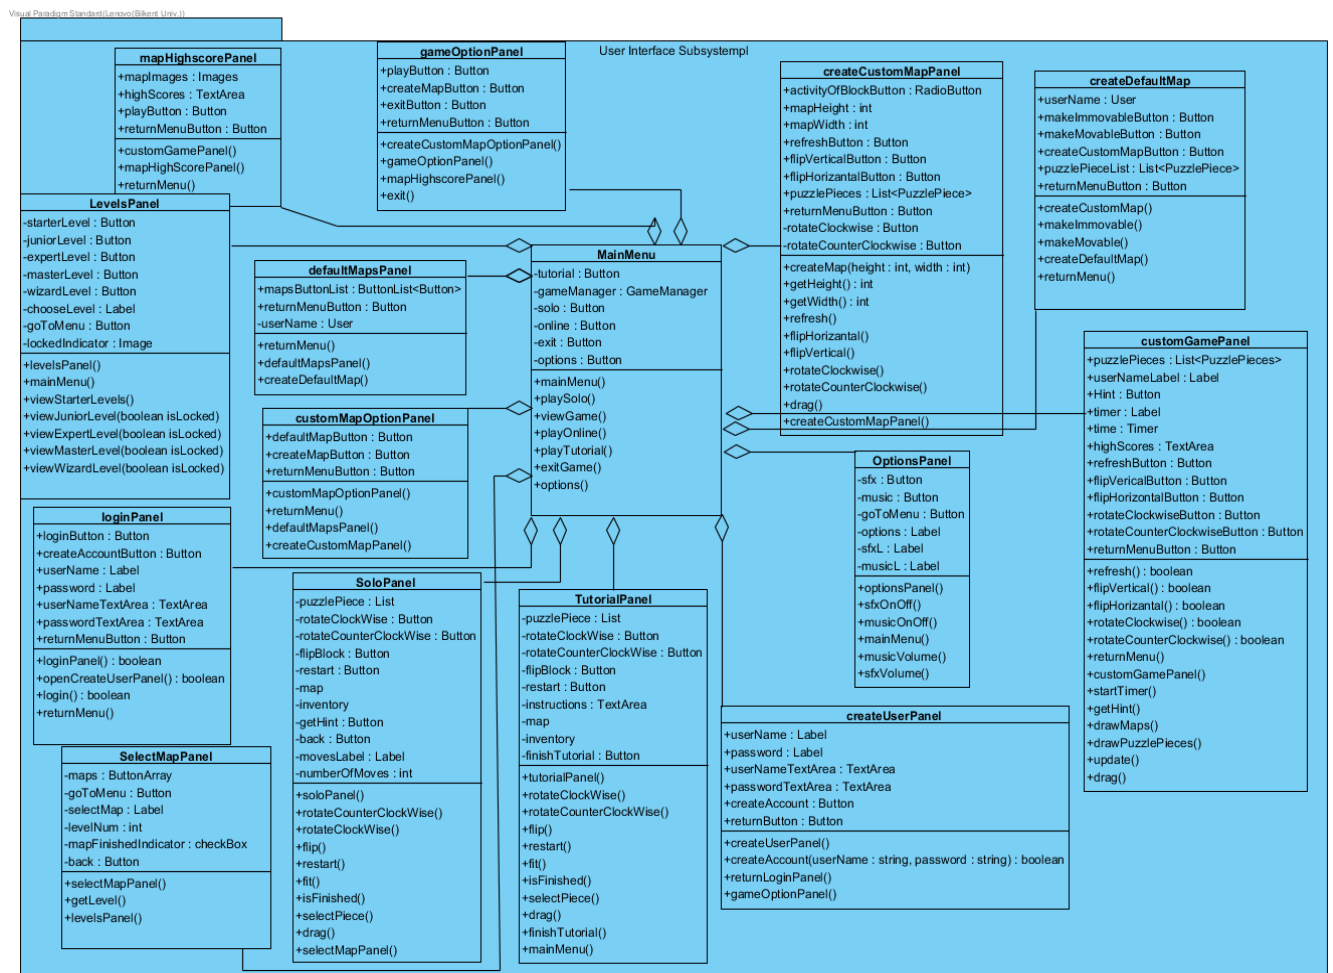 Visual Paradigm Standard(Lenovo(Bilkent Univ.))
User Interface Subsystempl
mapHighscorePanel
+mapImages : Images
+highScores : TextArea
+playButton : Button
+returnMenuButton : Button
+customGamePanel()
+mapHighScorePanel()
+returnMenu()
gameOptionPanel
+playButton : Button
+createMapButton : Button
+exitButton : Button
+returnMenuButton : Button
+createCustomMapOptionPanel()
+gameOptionPanel()
+mapHighscorePanel()
+exit()
createCustomMapPanel
+activityOfBlockButton : RadioButton
+mapHeight : int
+mapWidth : int
+refreshButton : Button
+flipVerticalButton : Button
+flipHorizantalButton : Button
+puzzlePieces : List<PuzzlePiece>
+returnMenuButton : Button
-rotateClockwise : Button
-rotateCounterClockwise : Button
+createMap(height : int, width : int)
+getHeight() : int
+getWidth() : int
+refresh()
+flipHorizantal()
+flipVertical()
+rotateClockwise()
+rotateCounterClockwise()
+drag()
+createCustomMapPanel()
createDefaultMap
+userName : User
+makeImmovableButton : Button
+makeMovableButton : Button
+createCustomMapButton : Button
+puzzlePieceList : List<PuzzlePiece>
+returnMenuButton : Button
+createCustomMap()
+makeImmovable()
+makeMovable()
+createDefaultMap()
+returnMenu()
LevelsPanel
-starterLevel : Button
-juniorLevel : Button
-expertLevel : Button
-masterLevel : Button
-wizardLevel : Button
-chooseLevel : Label
-goToMenu : Button
-lockedIndicator : Image
+levelsPanel()
+mainMenu()
+viewStarterLevels()
+viewJuniorLevel(boolean isLocked)
+viewExpertLevel(boolean isLocked)
+viewMasterLevel(boolean isLocked)
+viewWizardLevel(boolean isLocked)
defaultMapsPanel
+mapsButtonList : ButtonList<Button>
+returnMenuButton : Button
-userName : User
+returnMenu()
+defaultMapsPanel()
+createDefaultMap()
MainMenu
-tutorial : Button
-gameManager : GameManager
-solo : Button
-online : Button
-exit : Button
-options : Button
+mainMenu()
+playSolo()
+viewGame()
+playOnline()
+playTutorial()
+exitGame()
+options()
customMapOptionPanel
+defaultMapButton : Button
+createMapButton : Button
+returnMenuButton : Button
+customMapOptionPanel()
+returnMenu()
+defaultMapsPanel()
+createCustomMapPanel()
customGamePanel
+puzzlePieces : List<PuzzlePieces>
+userNameLabel : Label
+Hint : Button
+timer : Label
+time : Timer
+highScores : TextArea
+refreshButton : Button
+flipVericalButton : Button
+flipHorizontalButton : Button
+rotateClockwiseButton : Button
+rotateCounterClockwiseButton : Button
+returnMenuButton : Button
+refresh() : boolean
+flipVertical() : boolean
+flipHorizantal() : boolean
+rotateClockwise() : boolean
+rotateCounterClockwise() : boolean
+returnMenu()
+customGamePanel()
+startTimer()
+getHint()
+drawMaps()
+drawPuzzlePieces()
+update()
+drag()
OptionsPanel
-sfx : Button
-music : Button
-goToMenu : Button
-options : Label
-sfxL : Label
-musicL : Label
+optionsPanel()
+sfxOnOff()
+musicOnOff()
+mainMenu()
+musicVolume()
+sfxVolume()
loginPanel
+loginButton : Button
+createAccountButton : Button
+userName : Label
+password : Label
+userNameTextArea : TextArea
+passwordTextArea : TextArea
+returnMenuButton : Button
+loginPanel() : boolean
+openCreateUserPanel() : boolean
+login() : boolean
+returnMenu()
SoloPanel
-puzzlePiece : List
-rotateClockWise : Button
-rotateCounterClockWise : Button
-flipBlock : Button
-restart : Button
-map
-inventory
-getHint : Button
-back : Button
-movesLabel : Label
-numberOfMoves : int
+soloPanel()
+rotateCounterClockWise()
+rotateClockWise()
+flip()
+restart()
+fit()
+isFinished()
+selectPiece()
+drag()
+selectMapPanel()
TutorialPanel
-puzzlePiece : List
-rotateClockWise : Button
-rotateCounterClockWise : Button
-flipBlock : Button
-restart : Button
-instructions : TextArea
-map
-inventory
-finishTutorial : Button
+tutorialPanel()
+rotateClockWise()
+rotateCounterClockWise()
+flip()
+restart()
+fit()
+isFinished()
+selectPiece()
+drag()
+finishTutorial()
+mainMenu()
createUserPanel
+userName : Label
+password : Label
+userNameTextArea : TextArea
+passwordTextArea : TextArea
+createAccount : Button
+returnButton : Button
+createUserPanel()
+createAccount(userName : string, password : string) : boolean
+returnLoginPanel()
+gameOptionPanel()
SelectMapPanel
-maps : ButtonArray
-goToMenu : Button
-selectMap : Label
-levelNum : int
-mapFinishedIndicator : checkBox
-back : Button
+selectMapPanel()
+getLevel()
+levelsPanel()